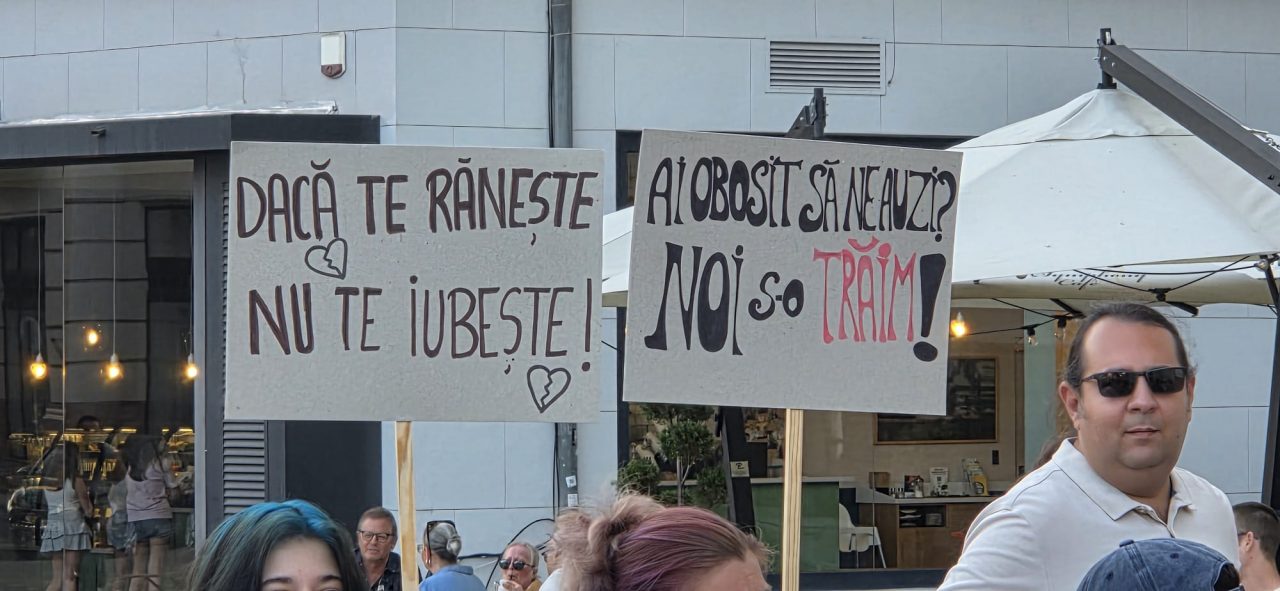 DACĂ TE RĂNEȘTE
NU TE IUBEȘTE!
AI OBOSIT SĂ NE AUZI?
NOI S-O TRĂIM!